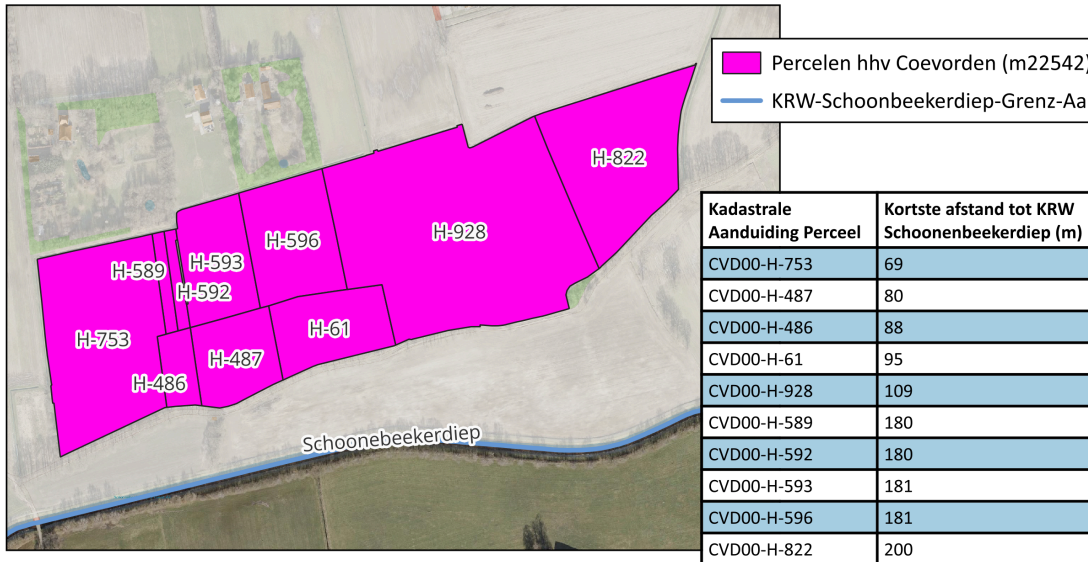 Percelen hhv Coevorden (m22542)
KRW-Schoonbeekerdiep-Grenz-Aa
H-822
H-928
H-596
H-593
H-589
H-592
H-753
H-61
H-487
H-486
Schoonebeekerdiep
Kadastrale Aanduiding Perceel
Kortste afstand tot KRW Schoonenbeekerdiep (m)
CVD00-H-753 69
CVD00-H-487 80
CVD00-H-486 88
CVD00-H-61 95
CVD00-H-928 109
CVD00-H-589 180
CVD00-H-592 180
CVD00-H-593 181
CVD00-H-596 181
CVD00-H-822 200